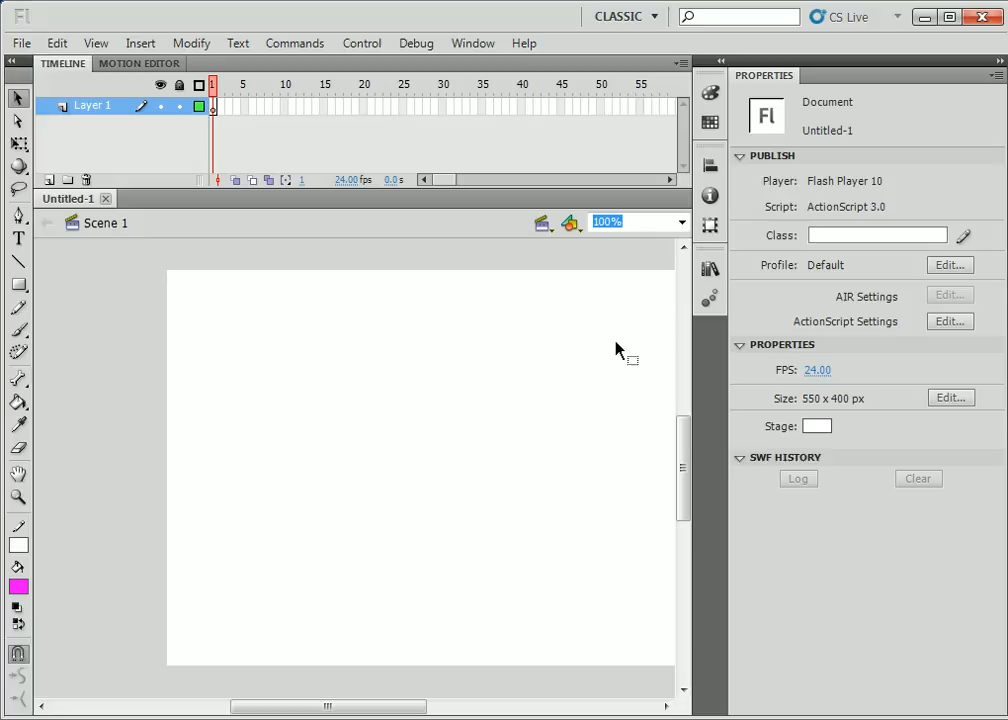 Fl
CLASSIC
CS Live
File Edit View Insert Modify Text Commands Control Debug Window Help
TIMELINE MOTION EDITOR
1 5 10 15 20 25 30 35 40 45 50 55
Layer 1
1 24.00 fps 0.0 s
Untitled-1
Scene 1
100%
T
PROPERTIES
Fl
Document
Untitled-1
PUBLISH
Player: Flash Player 10
Script: ActionScript 3.0
Class:
Profile: Default Edit...
AIR Settings Edit...
ActionScript Settings Edit...
PROPERTIES
FPS: 24.00
Size: 550 x 400 px Edit...
Stage:
SWF HISTORY
Log Clear